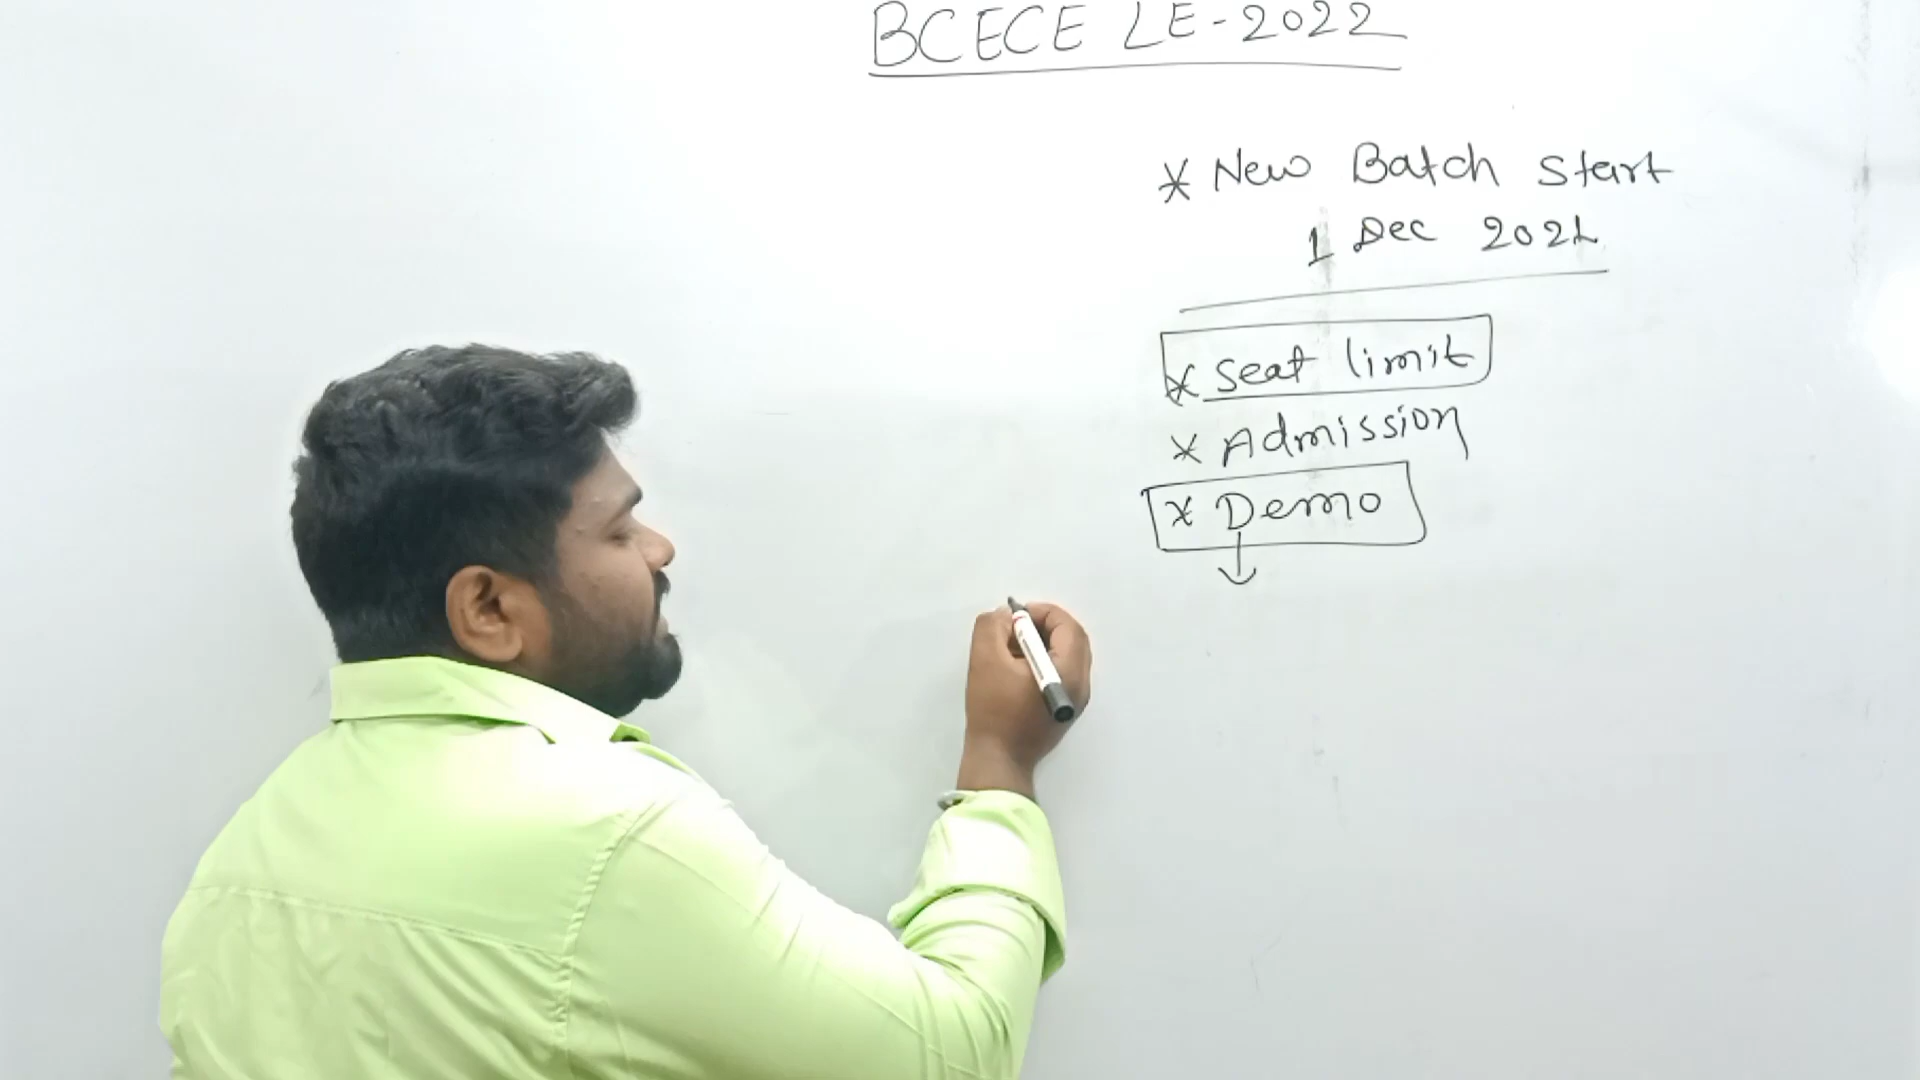 BCECE LE-2022
* New Batch Start
1 Dec 2021
* Seat limit
* Admission
* Demo